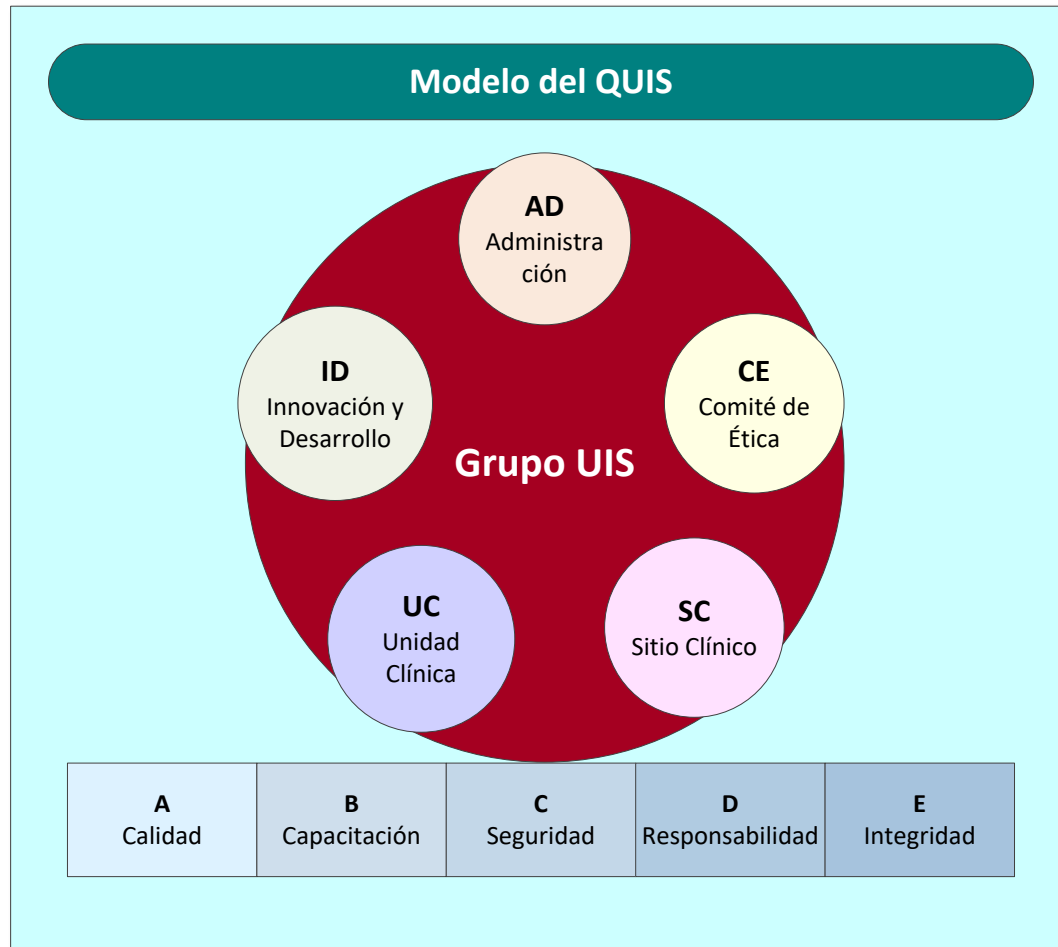 Modelo del QUIS
AD
Administra
ción
ID
Innovación y
Desarrollo
CE
Comité de
Ética
Grupo UIS
UC
Unidad
Clínica
SC
Sitio Clínico
A
Calidad
B
Capacitación
C
Seguridad
D
Responsabilidad
E
Integridad